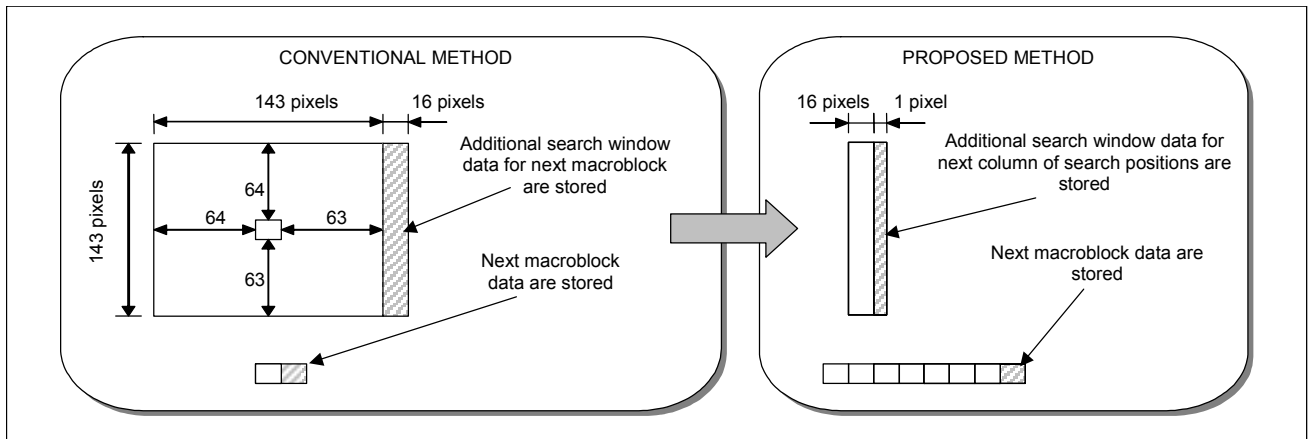 CONVENTIONAL METHOD
143 pixels
16 pixels
Additional search window
data for next macroblock
are stored
64
64
63
143 pixels
63
Next macroblock
data are stored
PROPOSED METHOD
16 pixels
1 pixel
Additional search window data for
next column of search positions are
stored
Next macroblock data are
stored